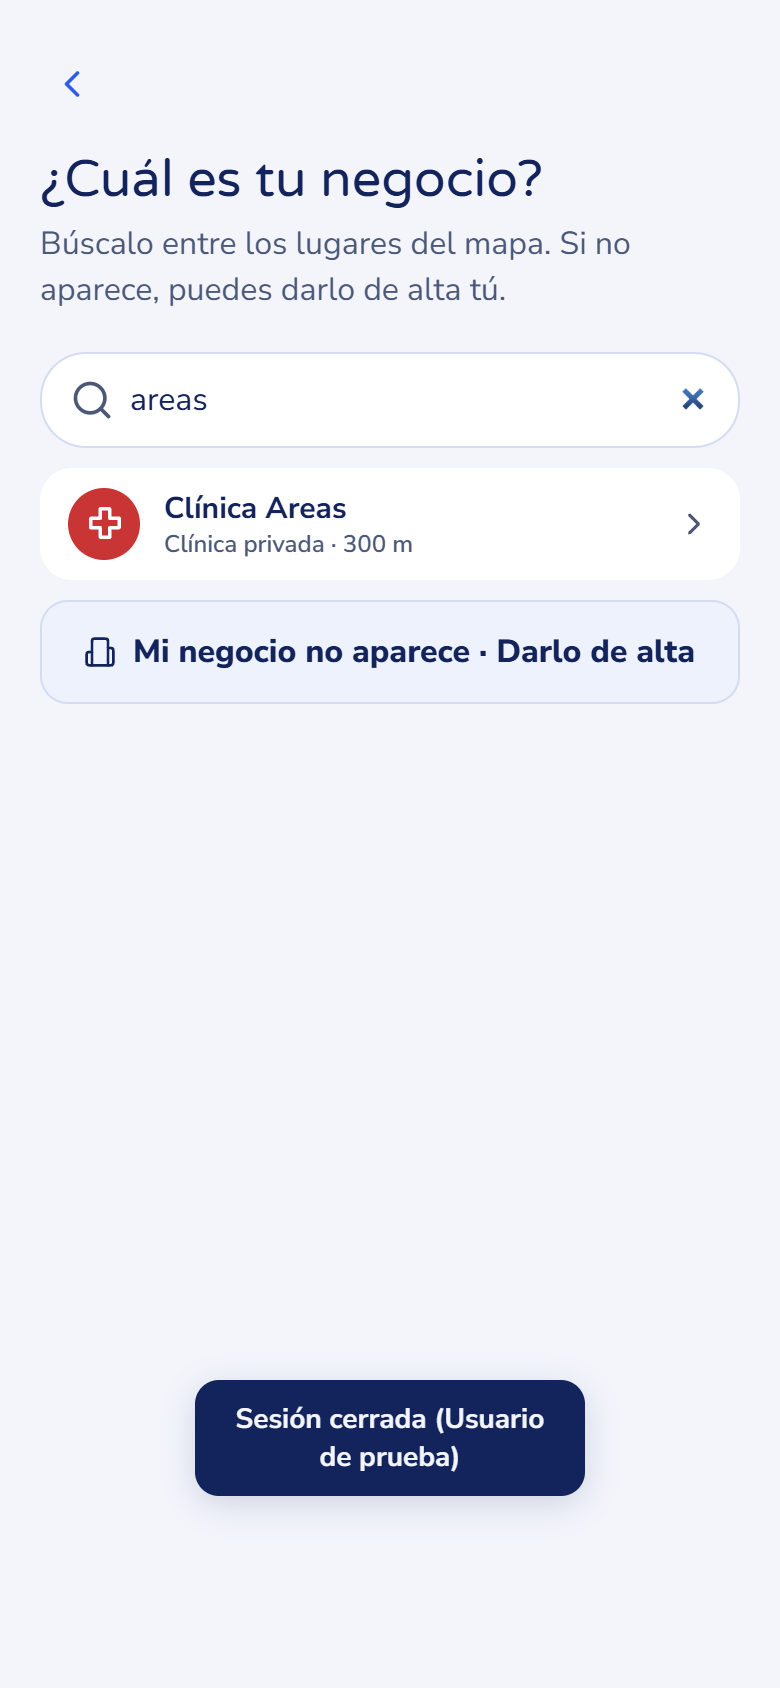 ¿Cuál es tu negocio?
Búscalo entre los lugares del mapa. Si no
aparece, puedes darlo de alta tú.
areas
Clínica Areas
Clínica privada · 300 m
Mi negocio no aparece · Darlo de alta
Sesión cerrada (Usuario
de prueba)